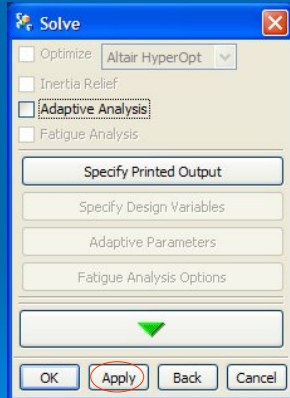 Solve
Optimize Altair HyperOpt
Inertia Relief
Adaptive Analysis
Fatigue Analysis
Specify Printed Output
Specify Design Variables
Adaptive Parameters
Fatigue Analysis Options
OK Apply Back Cancel